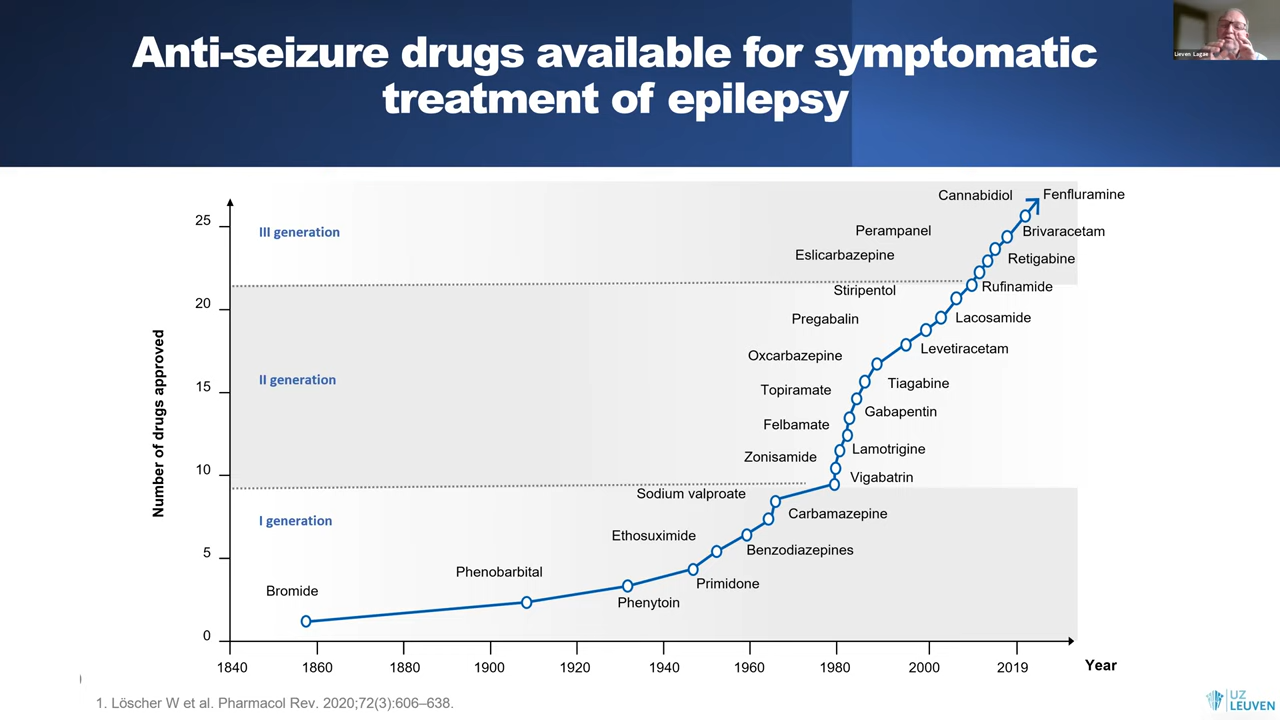 Anti-seizure drugs available for symptomatic
treatment of epilepsy
Lieven Lagae
Number of drugs approved
25
20
15
10
5
0
III generation
II generation
I generation
Cannabidiol
Fenfluramine
Perampanel
Brivaracetam
Eslicarbazepine
Retigabine
Stiripentol
Rufinamide
Pregabalin
Lacosamide
Oxcarbazepine
Levetiracetam
Topiramate
Tiagabine
Felbamate
Gabapentin
Zonisamide
Lamotrigine
Sodium valproate
Vigabatrin
Ethosuximide
Carbamazepine
Phenobarbital
Benzodiazepines
Bromide
Primidone
Phenytoin
1840 1860 1880 1900 1920 1940 1960 1980 2000 2019 Year
1. Löscher W et al. Pharmacol Rev. 2020;72(3):606–638.
UZ
LEUVEN